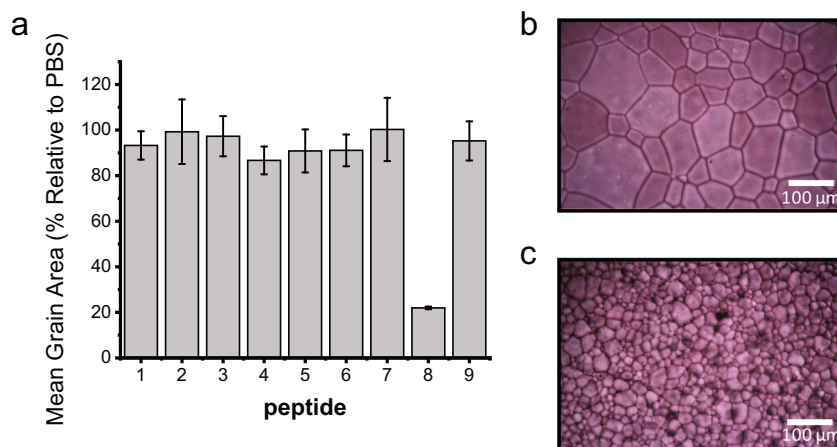 a
Mean Grain Area (% Relative to PBS)
120
100
80
60
40
20
0
1 2 3 4 5 6 7 8 9
peptide
b
100 µm
c
100 µm